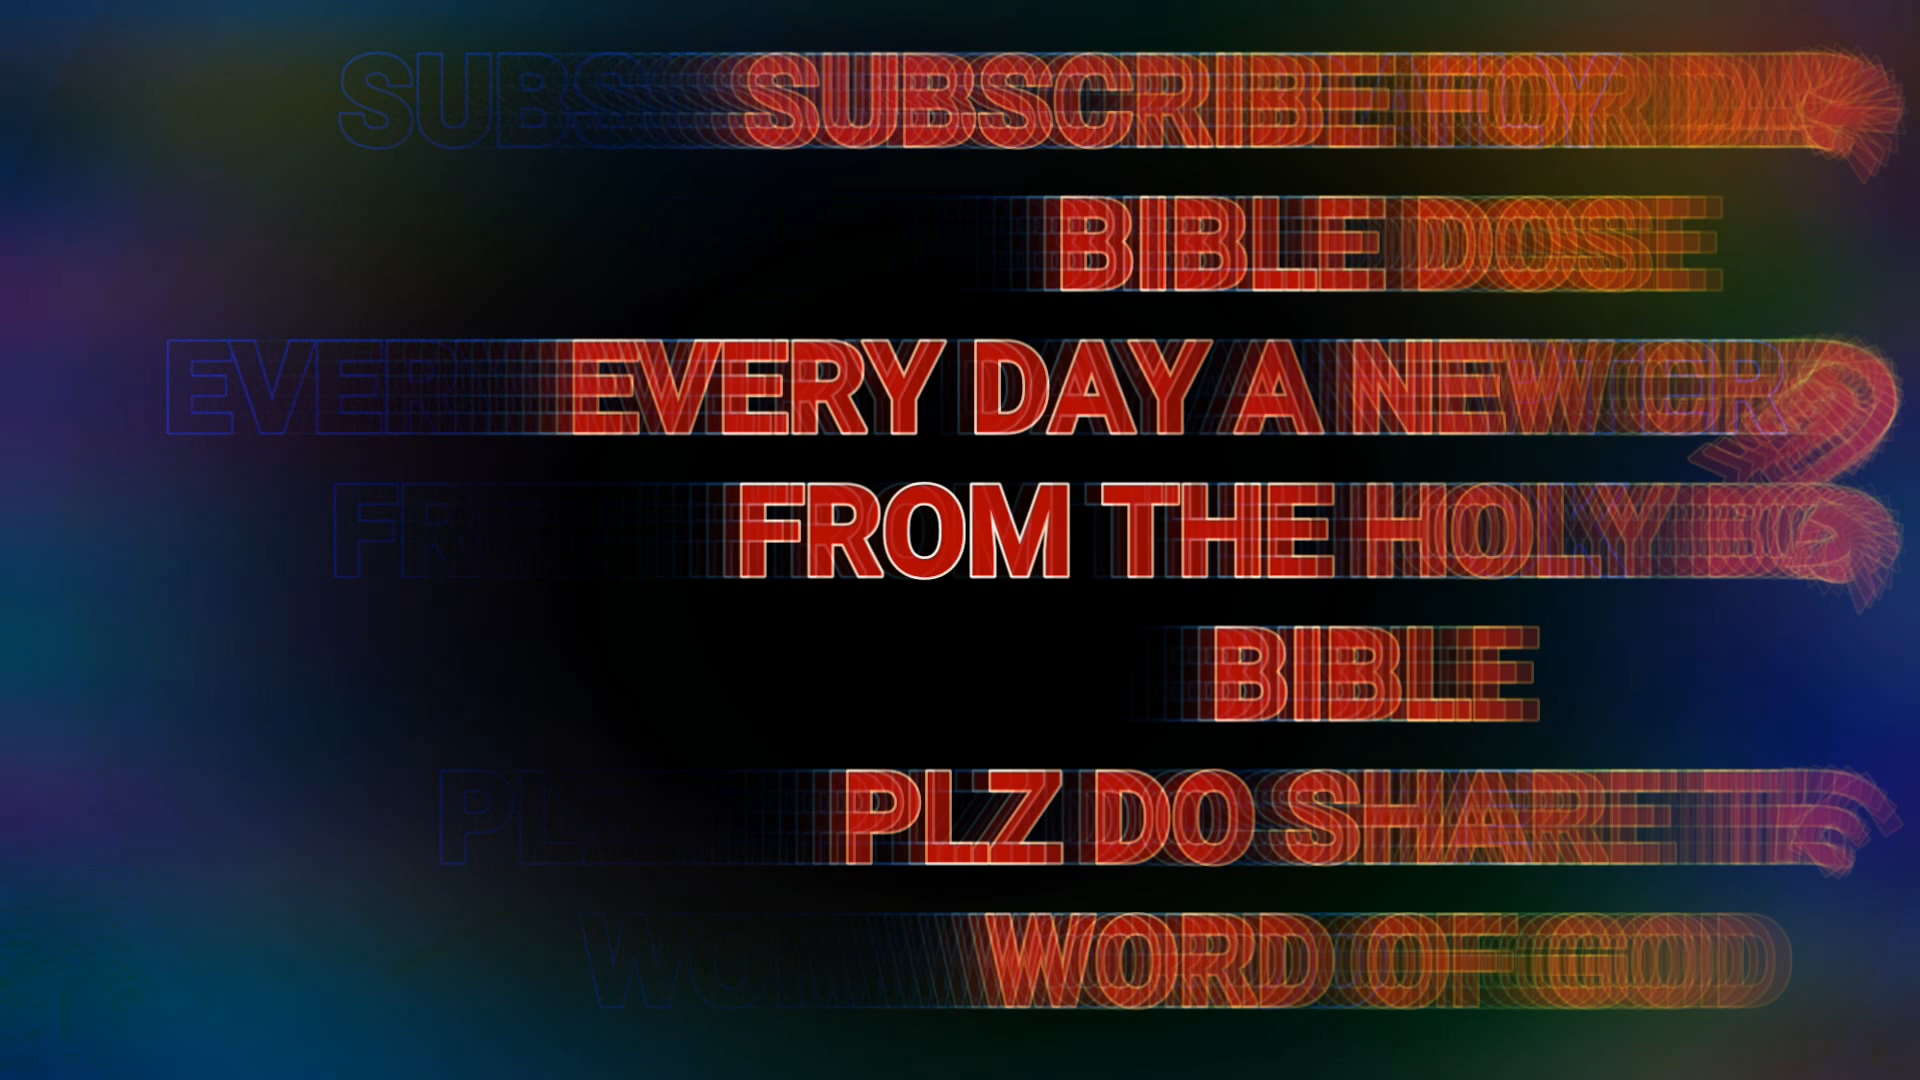 SUBSCRIBE FOR
BIBLE DOSE
EVERY DAY A NEW
FROM THE HOLY
BIBLE
PLZ DO SHARE
WORD OF GOD